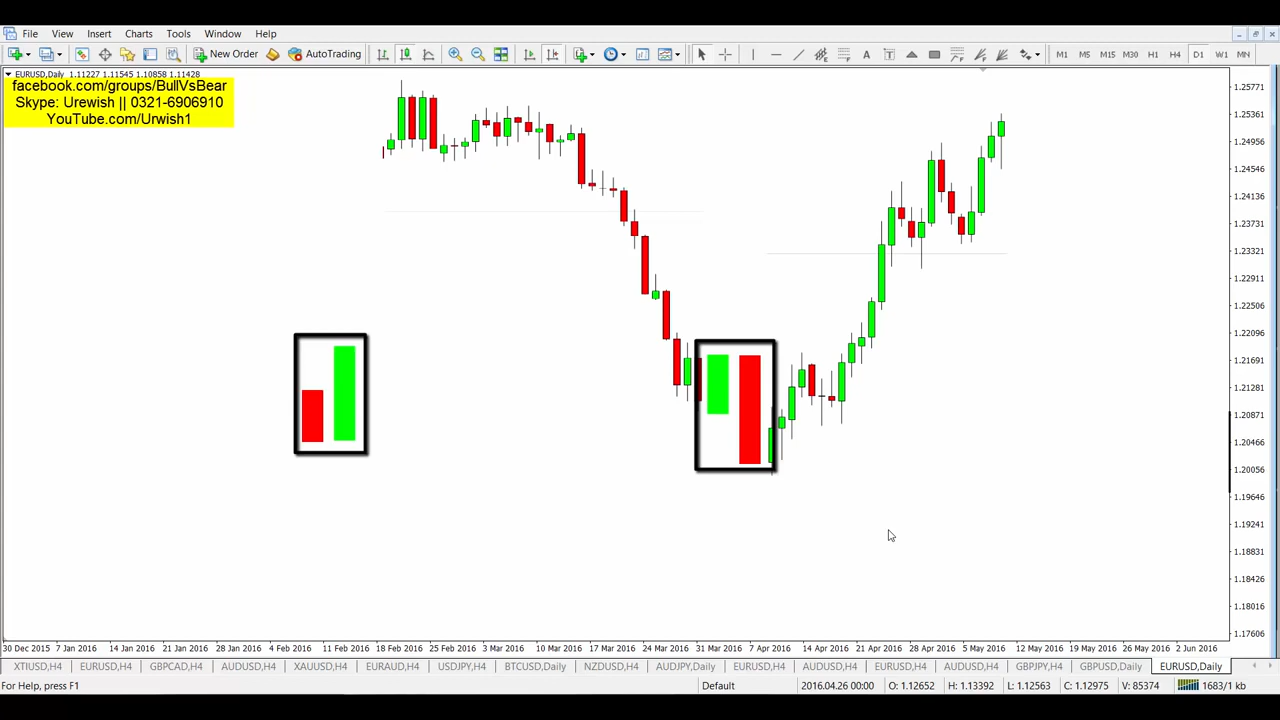 File View Insert Charts Tools Window Help
New Order AutoTrading A T M1 M5 M15 M30 H1 H4 D1 W1 MN
EURUSD,Daily 1.11227 1.11545 1.10858 1.11428
facebook.com/groups/BullVsBear
Skype: Urewish || 0321-6906910
YouTube.com/Urwish1
1.25771
1.25361
1.24956
1.24546
1.24136
1.23731
1.23321
1.22911
1.22506
1.22096
1.21691
1.21281
1.20871
1.20466
1.20056
1.19646
1.19241
1.18831
1.18426
1.18016
1.17606
30 Dec 2015 7 Jan 2016 14 Jan 2016 21 Jan 2016 28 Jan 2016 4 Feb 2016 11 Feb 2016 18 Feb 2016 25 Feb 2016 3 Mar 2016 10 Mar 2016 17 Mar 2016 24 Mar 2016 31 Mar 2016 7 Apr 2016 14 Apr 2016 21 Apr 2016 28 Apr 2016 5 May 2016 12 May 2016 19 May 2016 26 May 2016 2 Jun 2016
XTIUSD,H4 EURUSD,H4 GBPCAD,H4 AUDUSD,H4 XAUUSD,H4 EURAUD,H4 USDJPY,H4 BTCUSD,Daily NZDUSD,H4 AUDJPY,Daily EURUSD,H4 AUDUSD,H4 EURUSD,H4 AUDUSD,H4 GBPJPY,H4 GBPUSD,Daily EURUSD,Daily
For Help, press F1 Default 2016.04.26 00:00 O: 1.12652 H: 1.13392 L: 1.12563 C: 1.12975 V: 85374 1683/1 kb